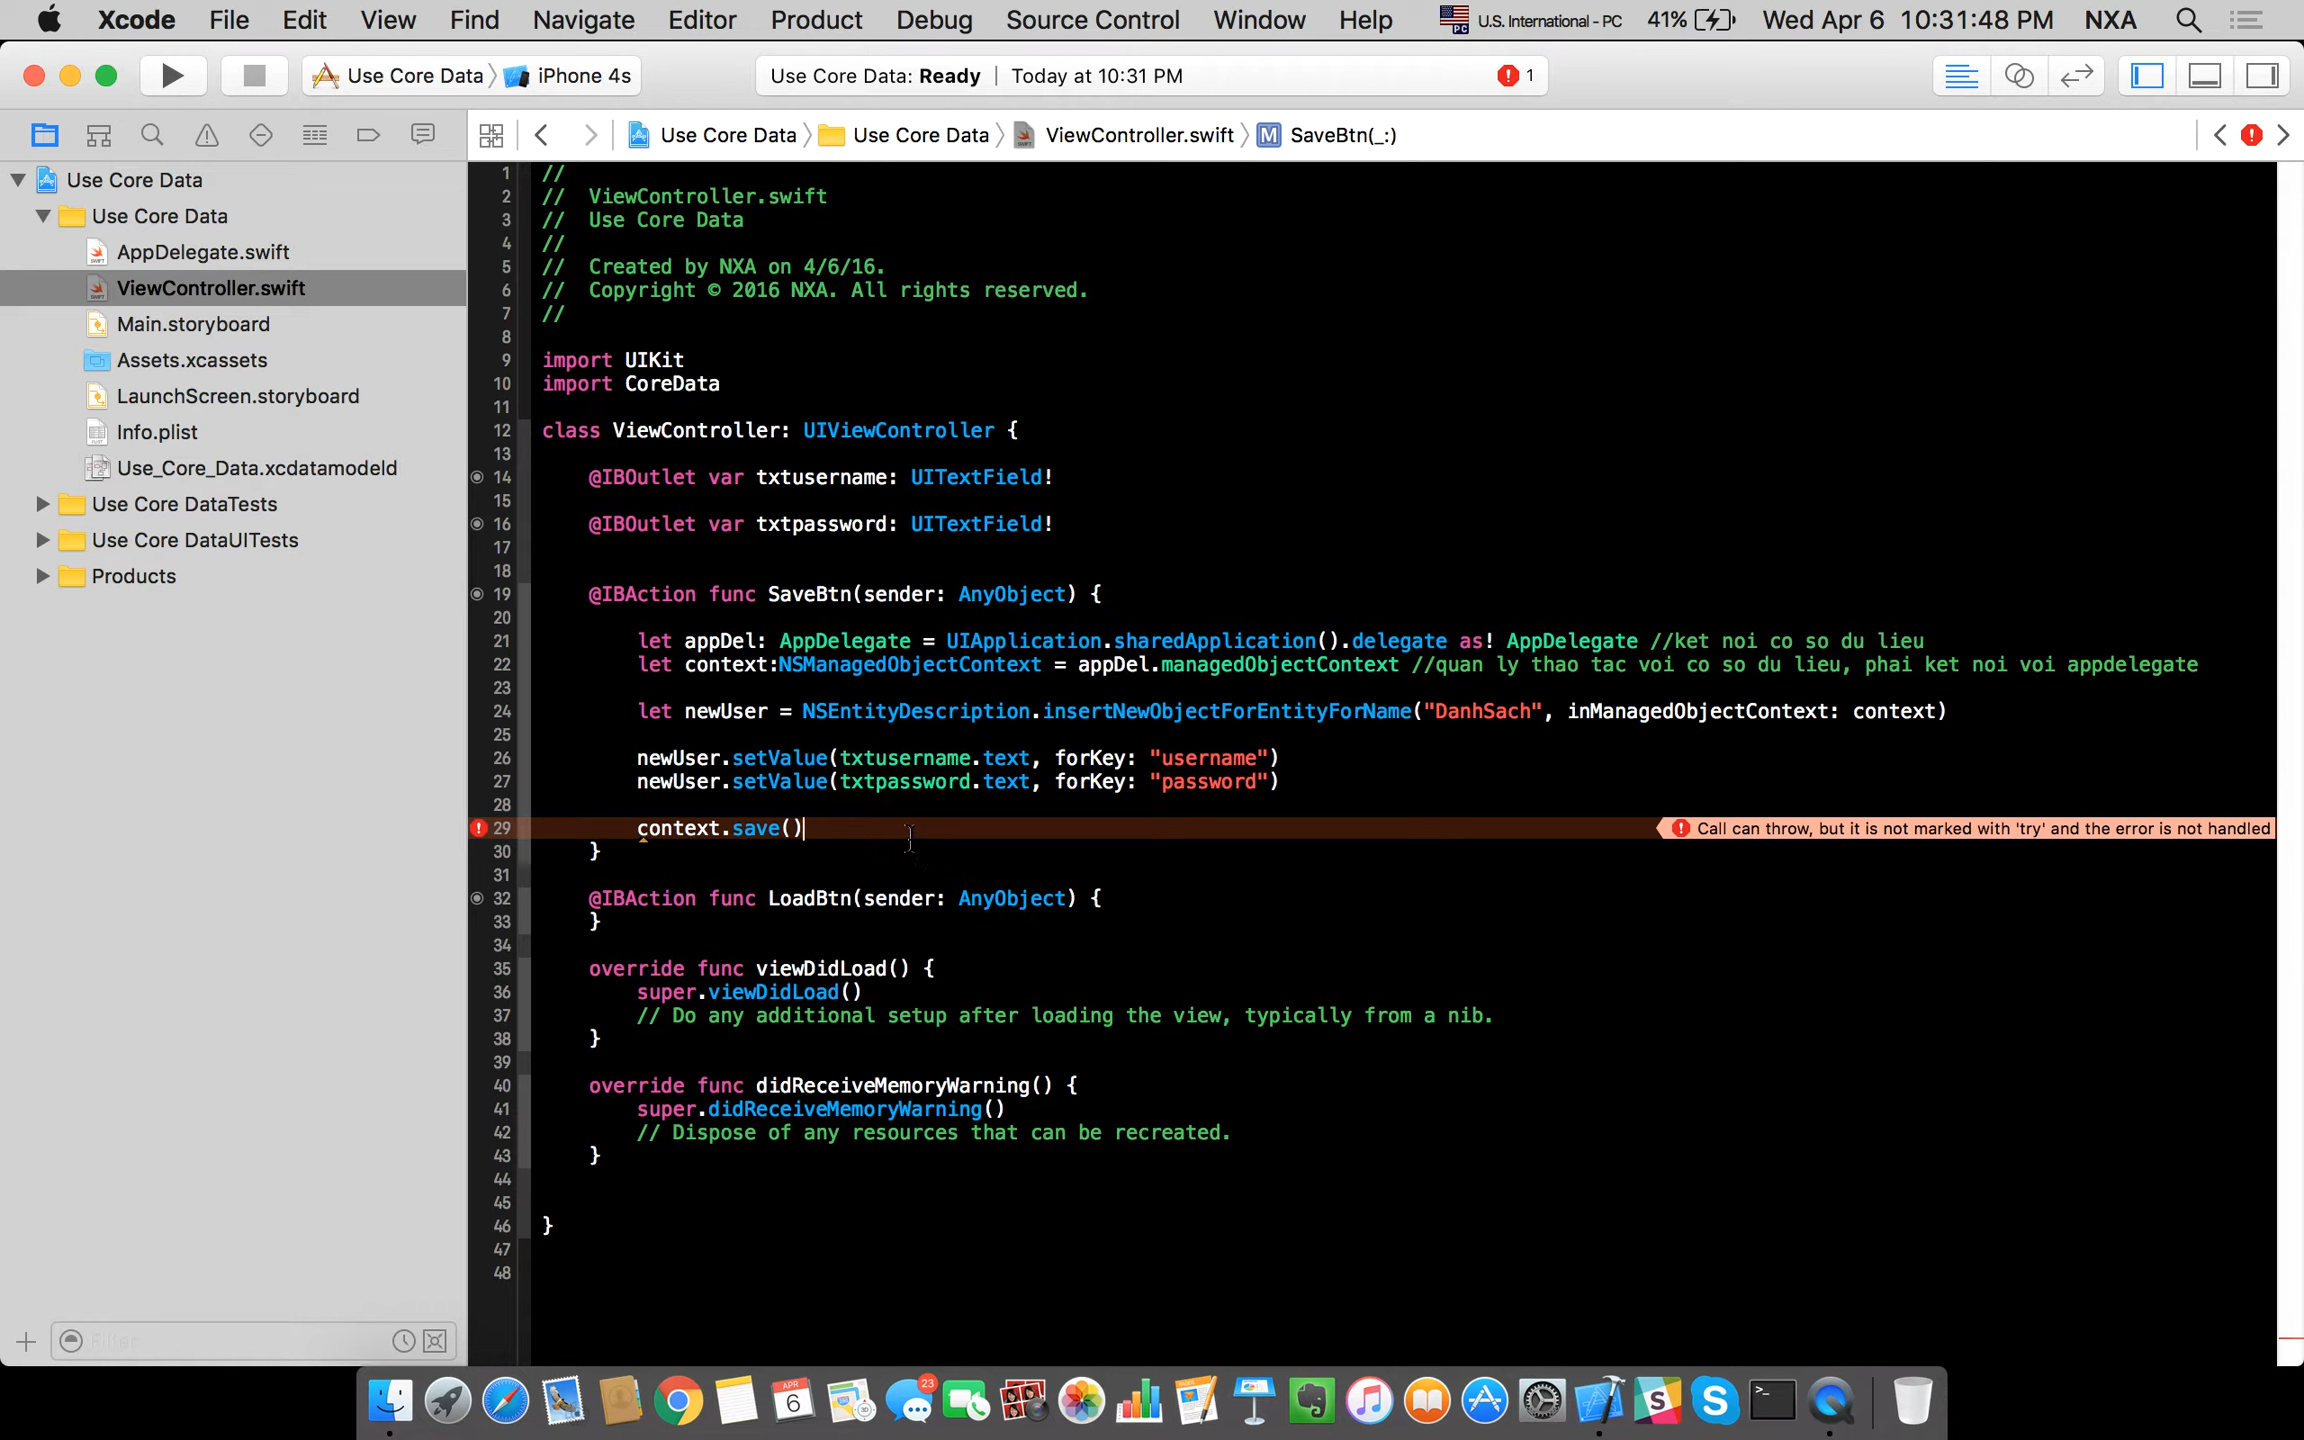 Xcode File Edit View Find Navigate Editor Product Debug Source Control Window Help PC U.S. International - PC 41% Wed Apr 6 10:31:48 PM NXA
Use Core Data iPhone 4s
Use Core Data: Ready | Today at 10:31 PM 1
Use Core Data Use Core Data ViewController.swift M SaveBtn(_:)
Use Core Data
Use Core Data
AppDelegate.swift
ViewController.swift
Main.storyboard
Assets.xcassets
LaunchScreen.storyboard
Info.plist
Use_Core_Data.xcdatamodeld
Use Core DataTests
Use Core DataUITests
Products
Filter
1 //
2 //  ViewController.swift
3 //  Use Core Data
4 //
5 //  Created by NXA on 4/6/16.
6 //  Copyright © 2016 NXA. All rights reserved.
7 //
8
9 import UIKit
10 import CoreData
11
12 class ViewController: UIViewController {
13
14     @IBOutlet var txtusername: UITextField!
15
16     @IBOutlet var txtpassword: UITextField!
17
18
19     @IBAction func SaveBtn(sender: AnyObject) {
20
21         let appDel: AppDelegate = UIApplication.sharedApplication().delegate as! AppDelegate //ket noi co so du lieu
22         let context:NSManagedObjectContext = appDel.managedObjectContext //quan ly thao tac voi co so du lieu, phai ket noi voi appdelegate
23
24         let newUser = NSEntityDescription.insertNewObjectForEntityForName("DanhSach", inManagedObjectContext: context)
25
26         newUser.setValue(txtusername.text, forKey: "username")
27         newUser.setValue(txtpassword.text, forKey: "password")
28
29         context.save() Call can throw, but it is not marked with 'try' and the error is not handled
30     }
31
32     @IBAction func LoadBtn(sender: AnyObject) {
33     }
34
35     override func viewDidLoad() {
36         super.viewDidLoad()
37         // Do any additional setup after loading the view, typically from a nib.
38     }
39
40     override func didReceiveMemoryWarning() {
41         super.didReceiveMemoryWarning()
42         // Dispose of any resources that can be recreated.
43     }
44
45
46 }
47
48
APR
6
23